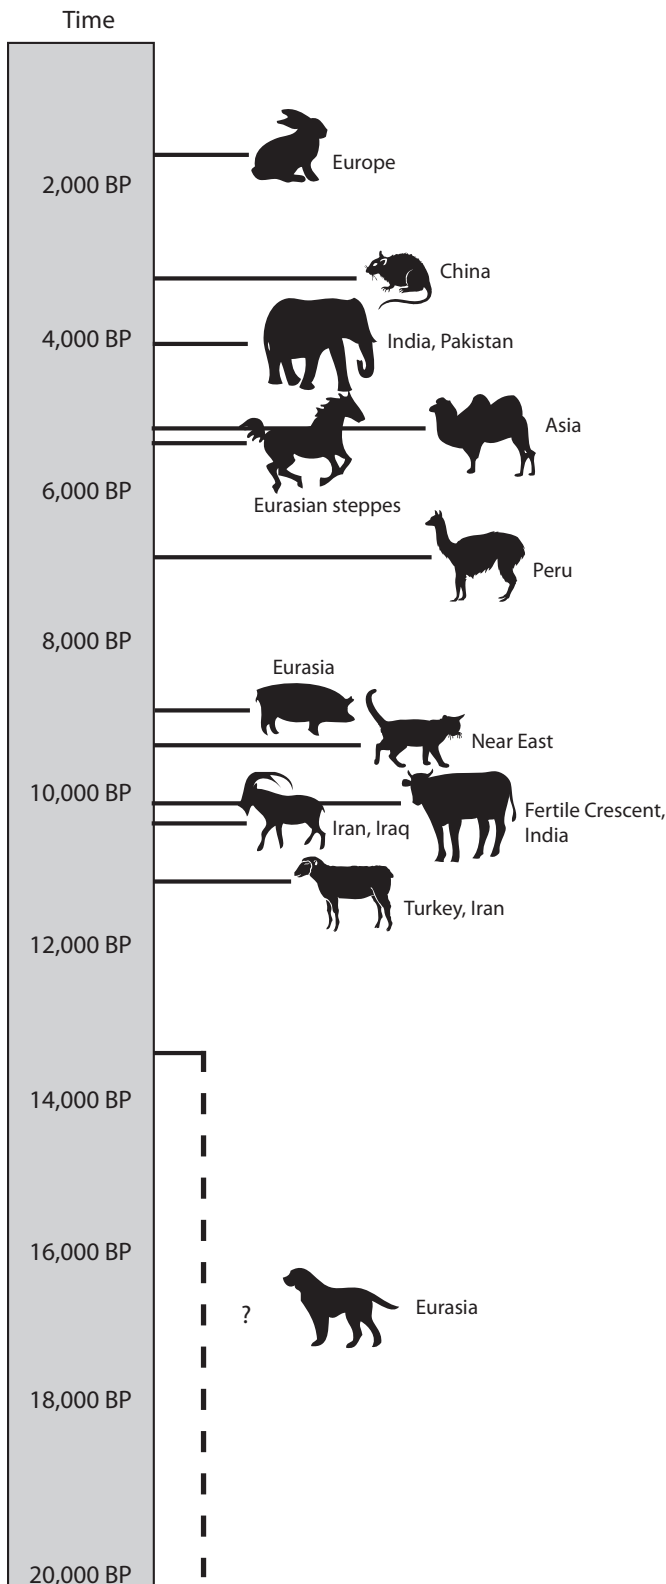 Time
Europe
2,000 BP
China
4,000 BP
India, Pakistan
Asia
6,000 BP
Eurasian steppes
Peru
8,000 BP
Eurasia
Near East
10,000 BP
Fertile Crescent,
India
Iran, Iraq
Turkey, Iran
12,000 BP
14,000 BP
16,000 BP
?
Eurasia
18,000 BP
20,000 BP